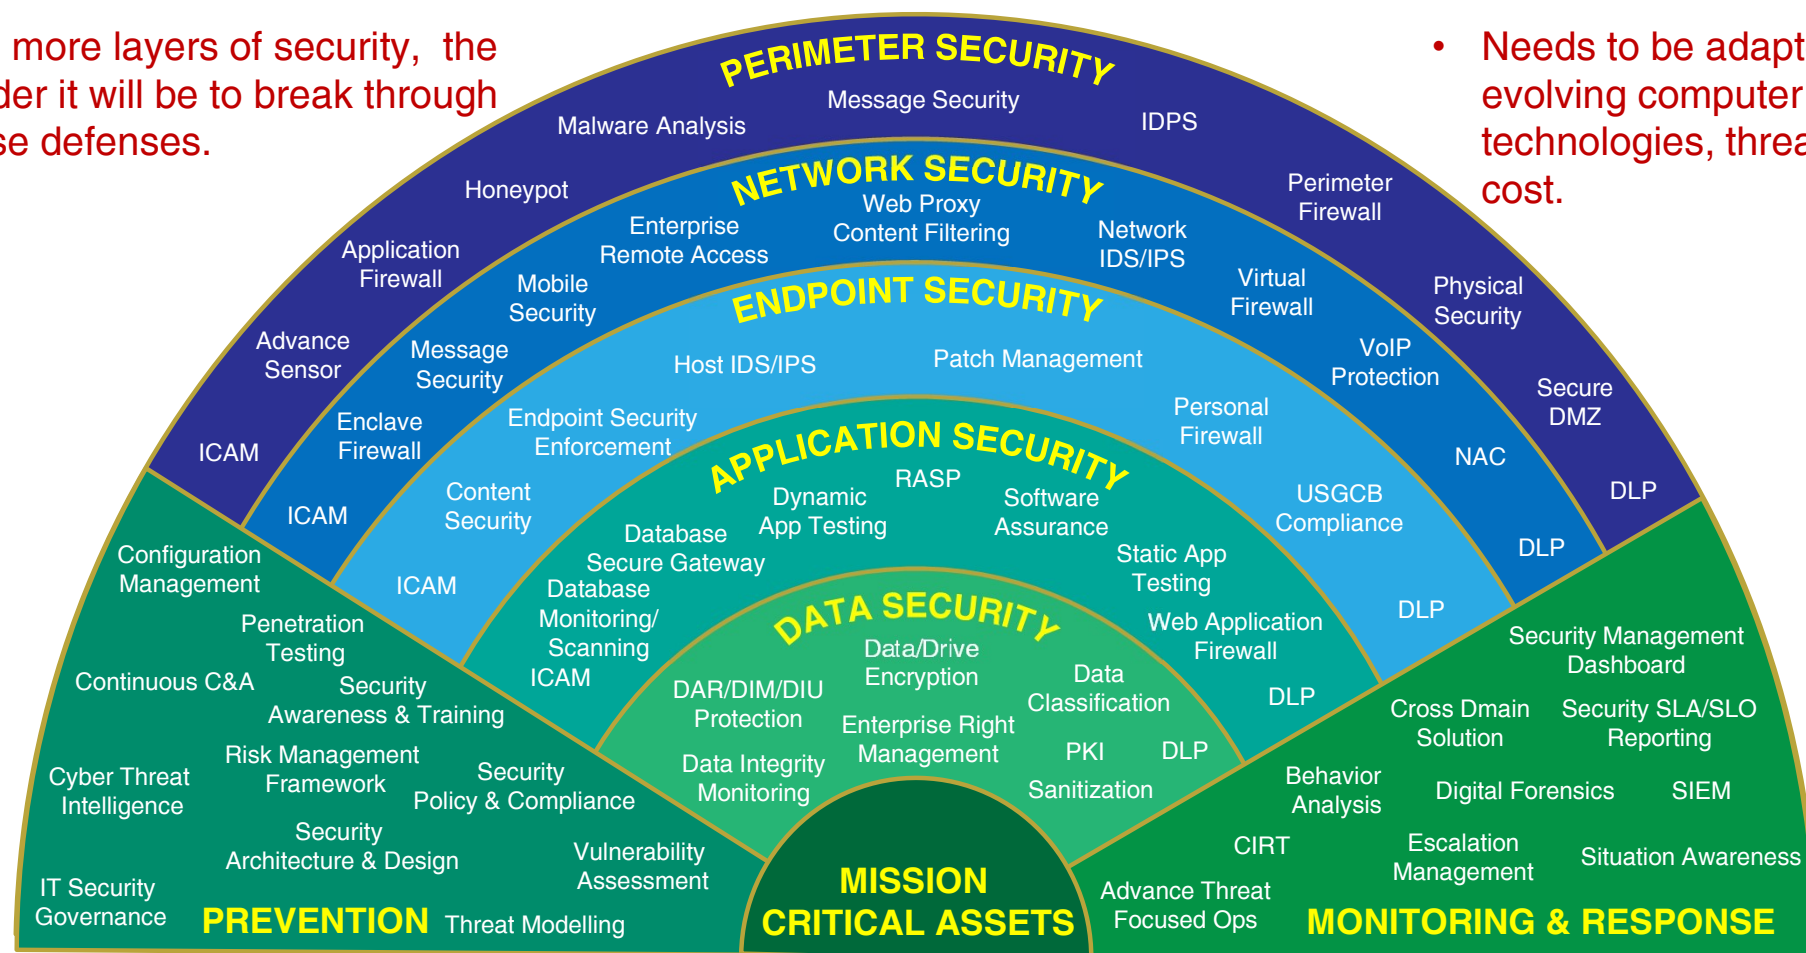 more layers of security, the
der it will be to break through
se defenses.
• Needs to be adapt
evolving computer
technologies, threa
cost.
PERIMETER SECURITY
Message Security
Malware Analysis
IDPS
Honeypot
Perimeter
Firewall
Application
Firewall
Physical
Security
Advance
Sensor
Secure
DMZ
ICAM
DLP
NETWORK SECURITY
Web Proxy
Content Filtering
Enterprise
Remote Access
Network
IDS/IPS
Mobile
Security
Virtual
Firewall
Message
Security
VoIP
Protection
Enclave
Firewall
NAC
ICAM
DLP
ENDPOINT SECURITY
Host IDS/IPS
Patch Management
Endpoint Security
Enforcement
Personal
Firewall
Content
Security
USGCB
Compliance
ICAM
DLP
APPLICATION SECURITY
RASP
Dynamic
App Testing
Software
Assurance
Database
Secure Gateway
Static App
Testing
Database
Monitoring/
Scanning
Web Application
Firewall
ICAM
DLP
DATA SECURITY
Data/Drive
Encryption
DAR/DIM/DIU
Protection
Data
Classification
Enterprise Right
Management
PKI
DLP
Data Integrity
Monitoring
Sanitization
MISSION
CRITICAL ASSETS
Configuration
Management
Penetration
Testing
Continuous C&A
Security
Awareness & Training
Risk Management
Framework
Cyber Threat
Intelligence
Security
Policy & Compliance
Security
Architecture & Design
Vulnerability
Assessment
IT Security
Governance
PREVENTION
Threat Modelling
Security Management
Dashboard
Cross Dmain
Solution
Security SLA/SLO
Reporting
Behavior
Analysis
Digital Forensics
SIEM
CIRT
Escalation
Management
Situation Awareness
Advance Threat
Focused Ops
MONITORING & RESPONSE